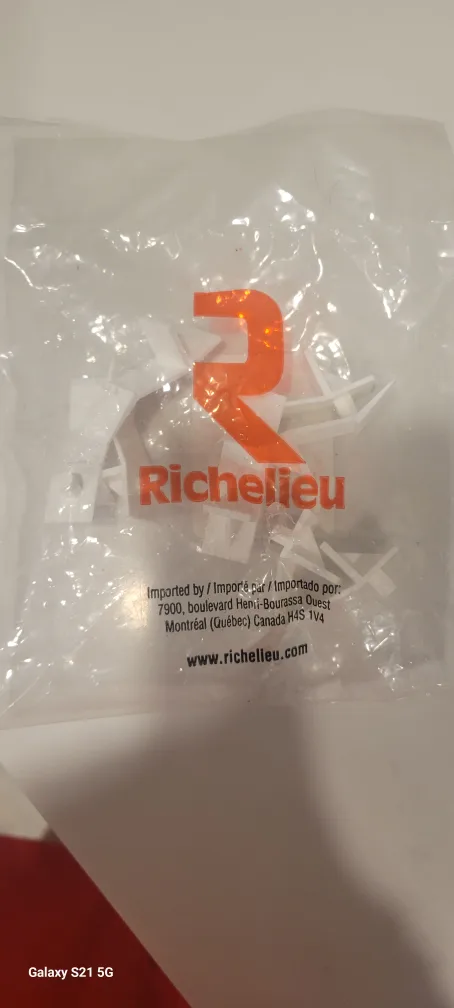 Richelieu
Imported by / Importé par / Importado por:
7900, boulevard Henri-Bourassa Ouest
Montréal (Québec) Canada H4S 1V4
www.richelieu.com
Galaxy S21 5G